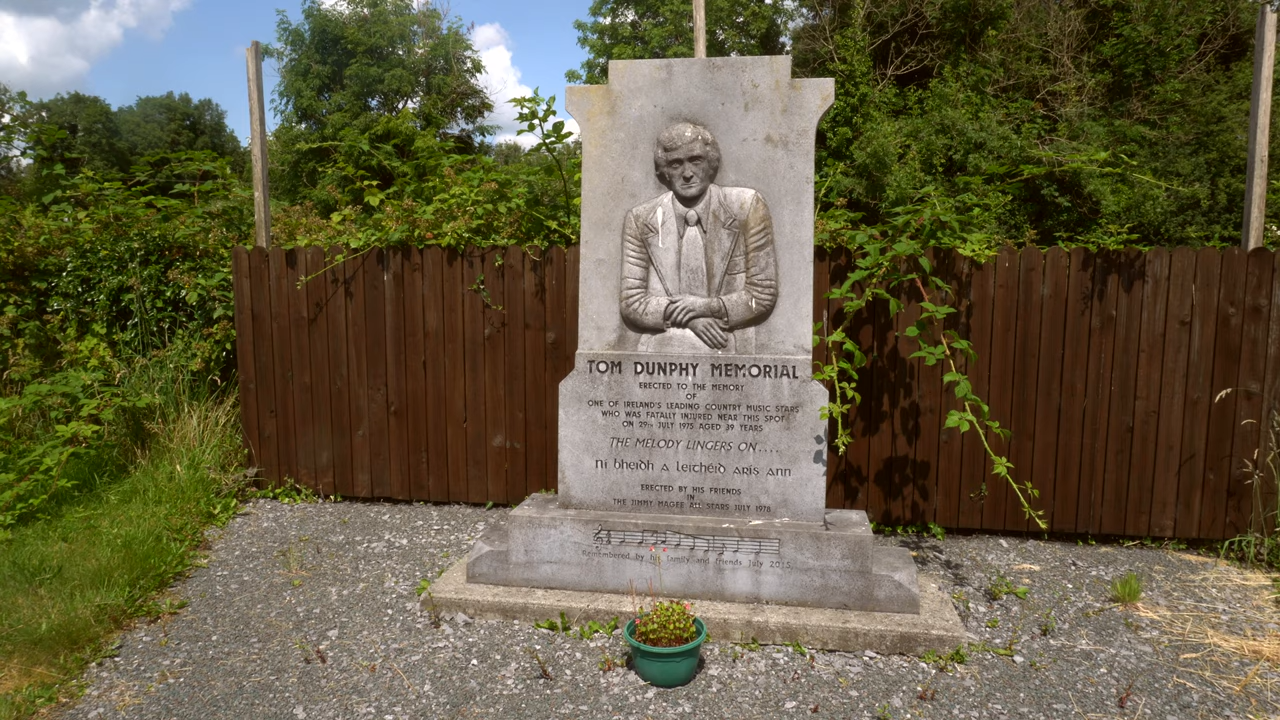 TOM DUNPHY MEMORIAL
ERECTED TO THE MEMORY
OF
ONE OF IRELAND'S LEADING COUNTRY MUSIC STARS
WHO WAS FATALLY INJURED NEAR THIS SPOT
ON 29TH JULY 1975 AGED 39 YEARS
THE MELODY LINGERS ON....
Ní bheidh a leithéid arís ann
ERECTED BY HIS FRIENDS
IN
THE JIMMY MAGEE ALL STARS JULY 1978
Remembered by his family and friends July 2015